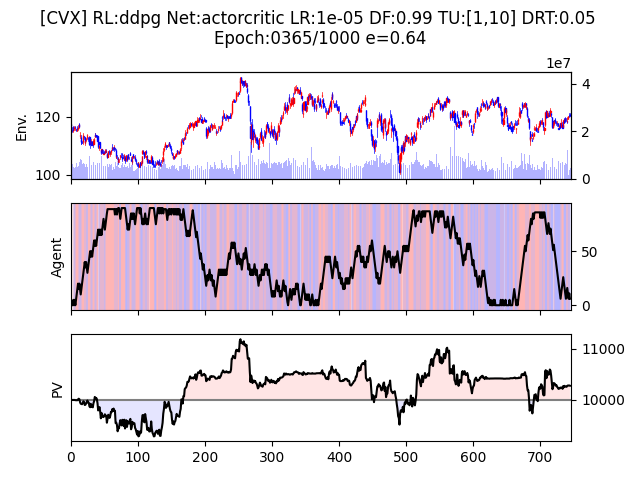 [CVX] RL:ddpg Net:actorcritic LR:1e-05 DF:0.99 TU:[1,10] DRT:0.05
Epoch:0365/1000 e=0.64
1e7
Env.
120
100
4
2
0
Agent
50
0
PV
11000
10000
0 100 200 300 400 500 600 700